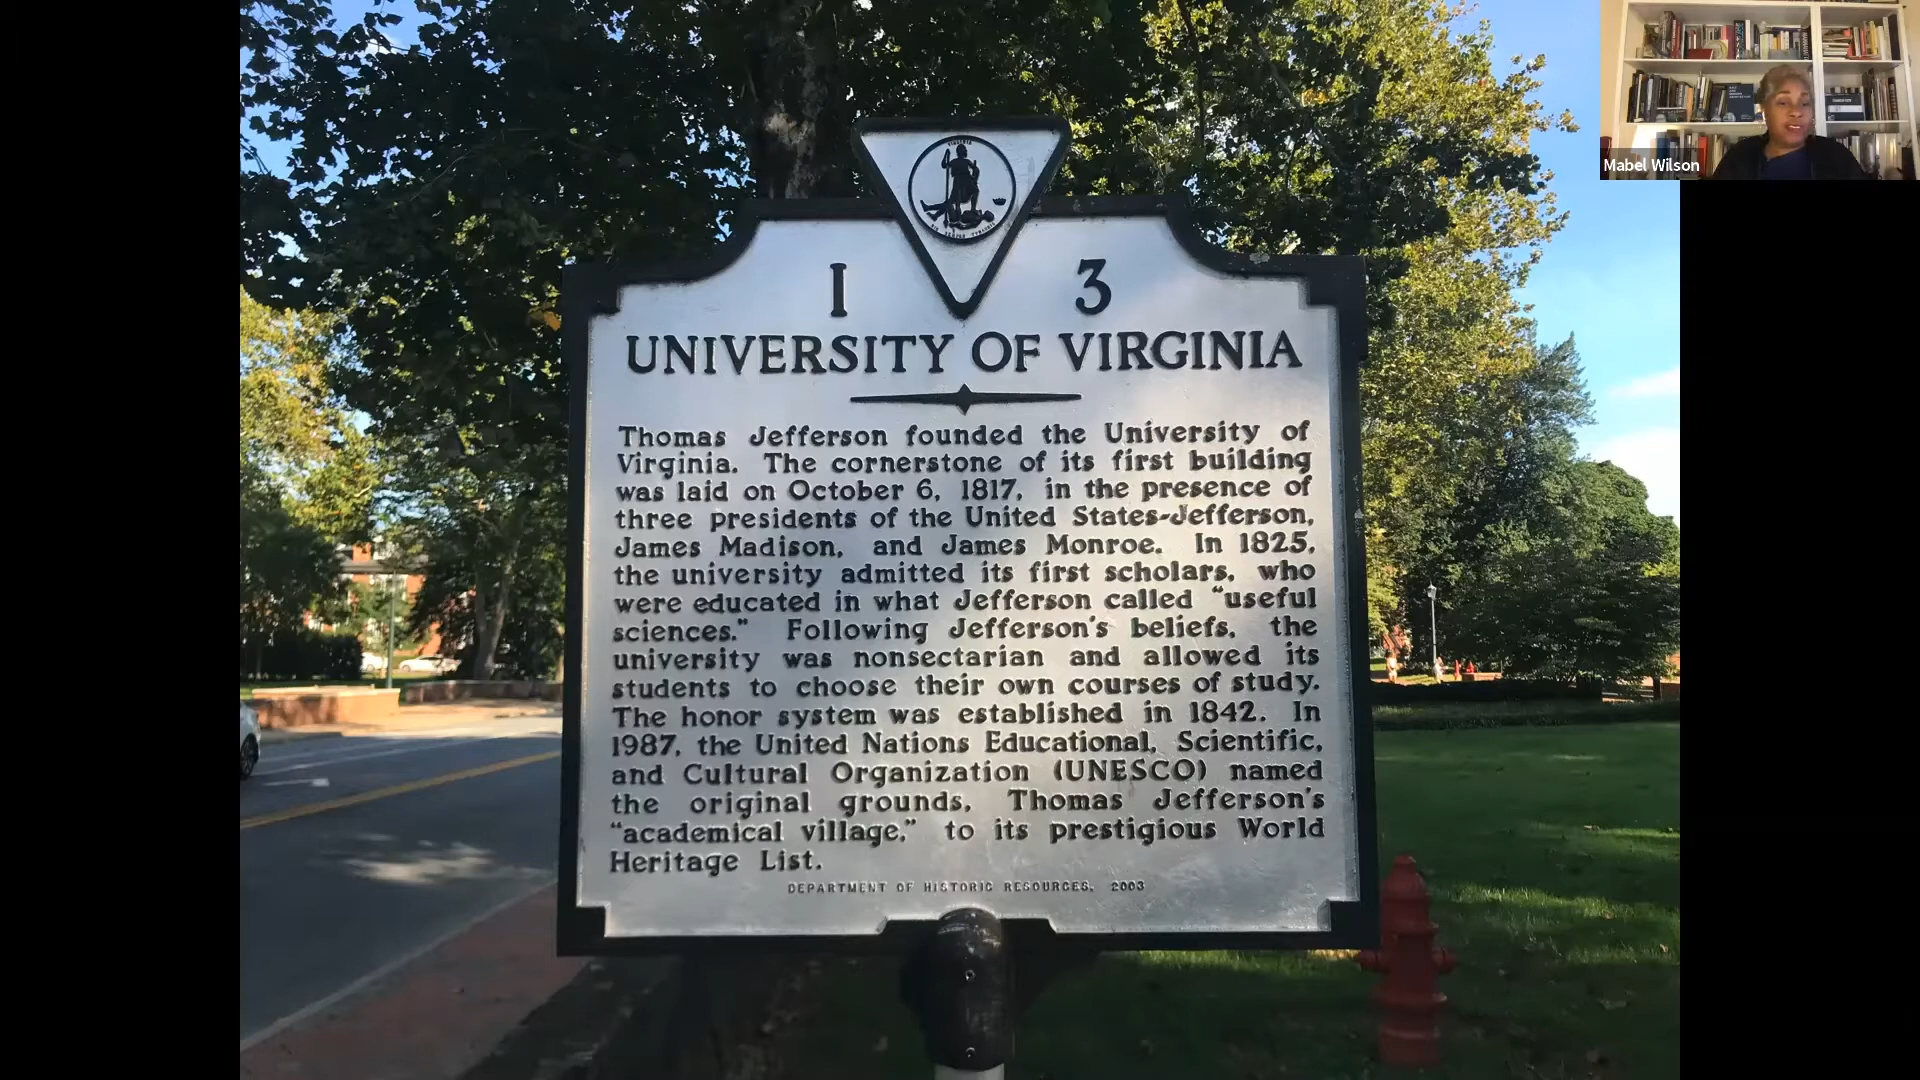 Mabel Wilson
VIRGINIA
I 3
UNIVERSITY OF VIRGINIA
Thomas Jefferson founded the University of
Virginia. The cornerstone of its first building
was laid on October 6, 1817, in the presence of
three presidents of the United States-Jefferson,
James Madison, and James Monroe. In 1825,
the university admitted its first scholars, who
were educated in what Jefferson called “useful
sciences.” Following Jefferson's beliefs, the
university was nonsectarian and allowed its
students to choose their own courses of study.
The honor system was established in 1842. In
1987, the United Nations Educational, Scientific,
and Cultural Organization (UNESCO) named
the original grounds, Thomas Jefferson's
“academical village,” to its prestigious World
Heritage List.
DEPARTMENT OF HISTORIC RESOURCES, 2003